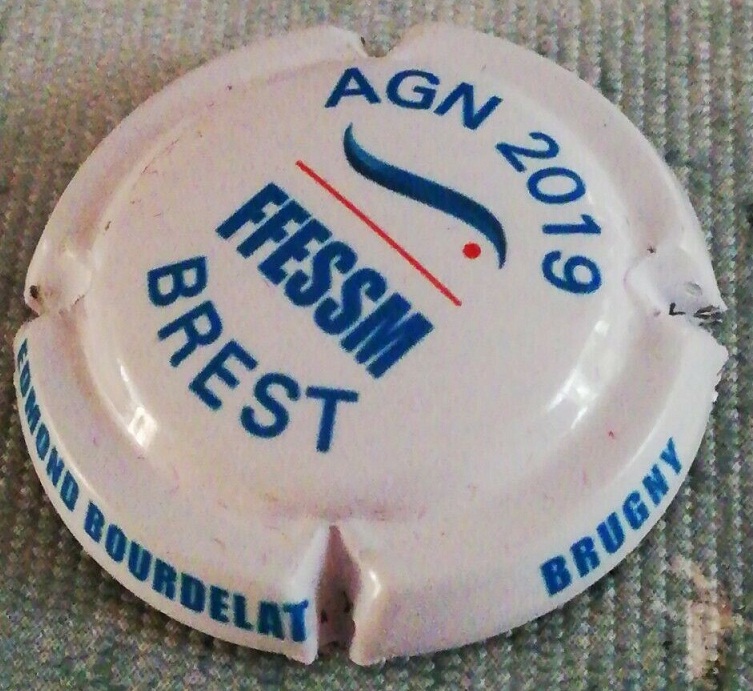 AGN 2019
FFESSM
BREST
EDMOND BOURDELAT
BRUGNY